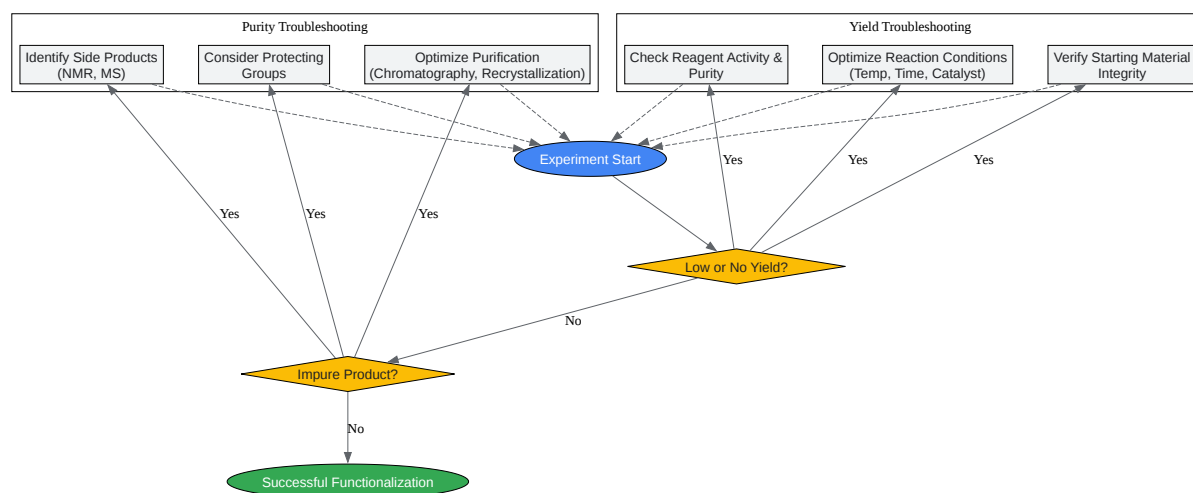 Purity Troubleshooting
Yield Troubleshooting
Identify Side Products
(NMR, MS)
Consider Protecting
Groups
Optimize Purification
(Chromatography, Recrystallization)
Check Reagent Activity &
Purity
Optimize Reaction Conditions
(Temp, Time, Catalyst)
Verify Starting Material
Integrity
Experiment Start
Yes
Yes
Yes
Yes
Yes
Yes
Low or No Yield?
No
Impure Product?
No
Successful Functionalization